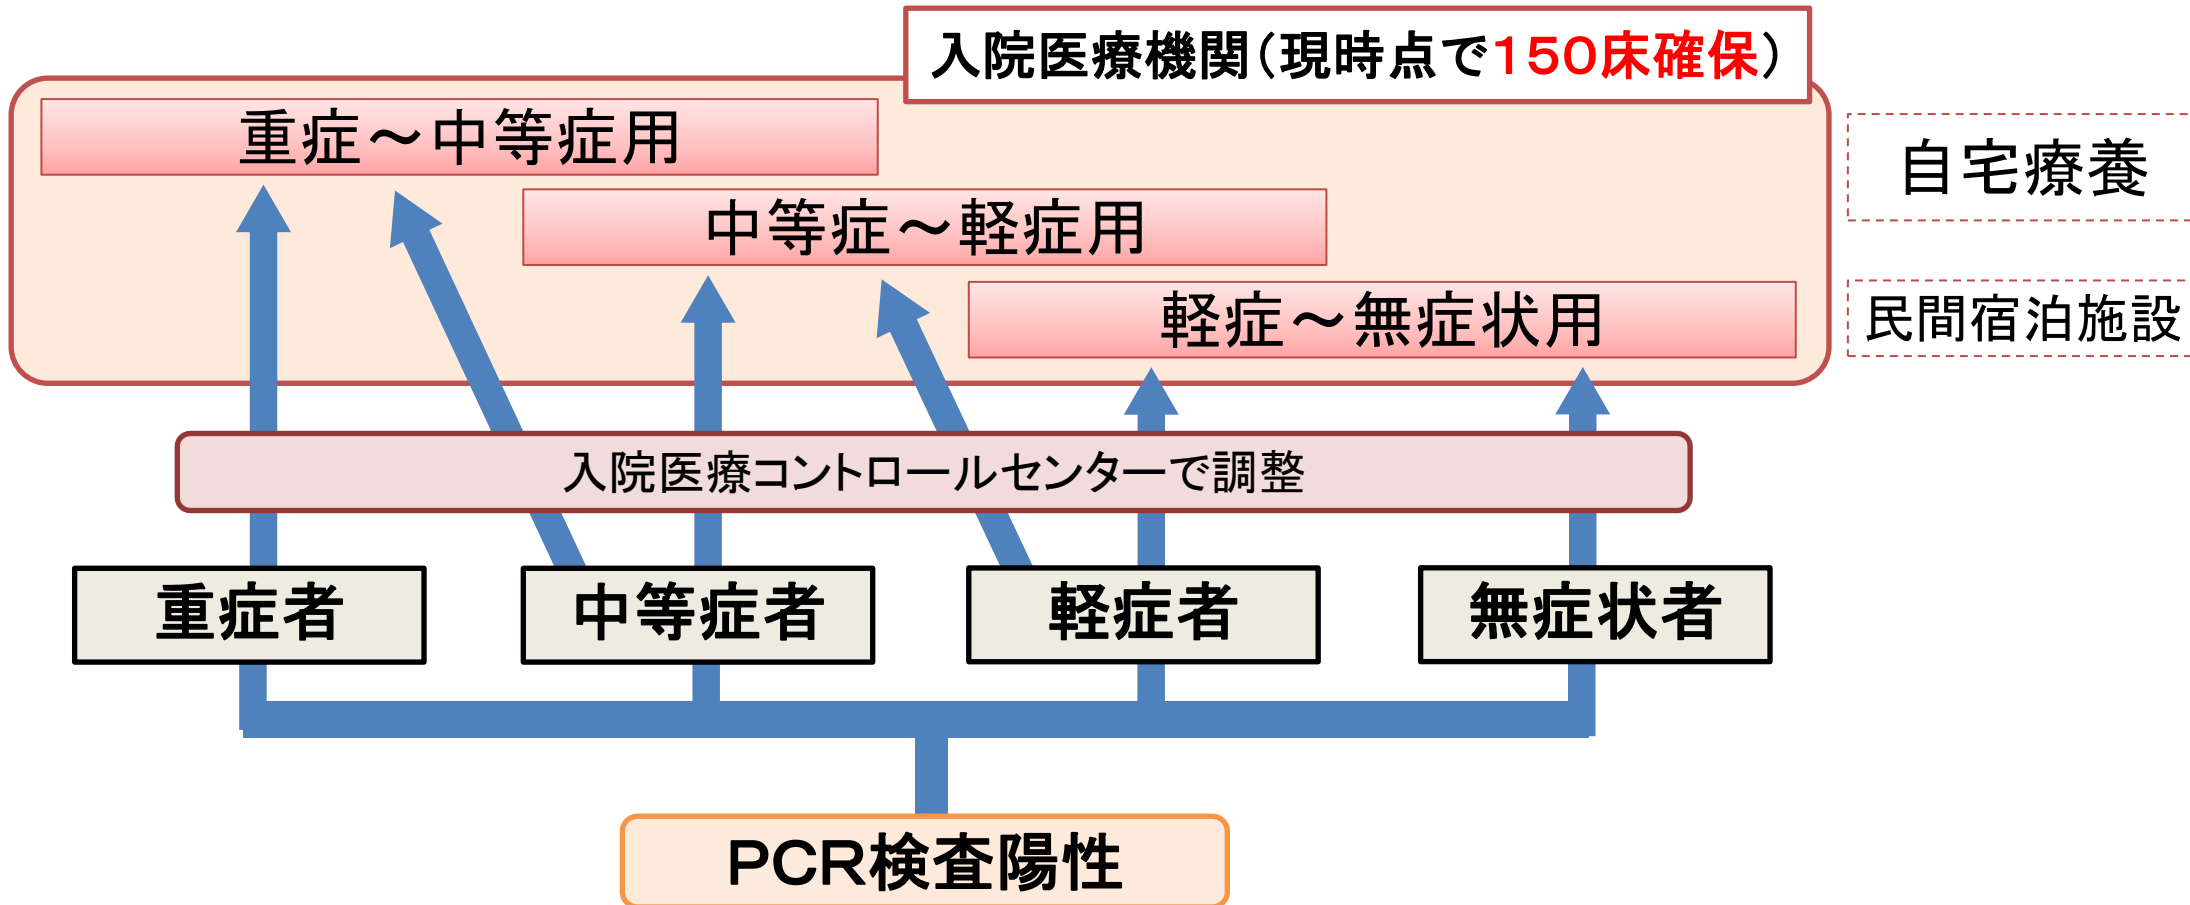 入院医療機関（現時点で150床確保）
重症～中等症用
自宅療養
中等症～軽症用
軽症～無症状用
民間宿泊施設
入院医療コントロールセンターで調整
重症者
中等症者
軽症者
無症状者
PCR検査陽性